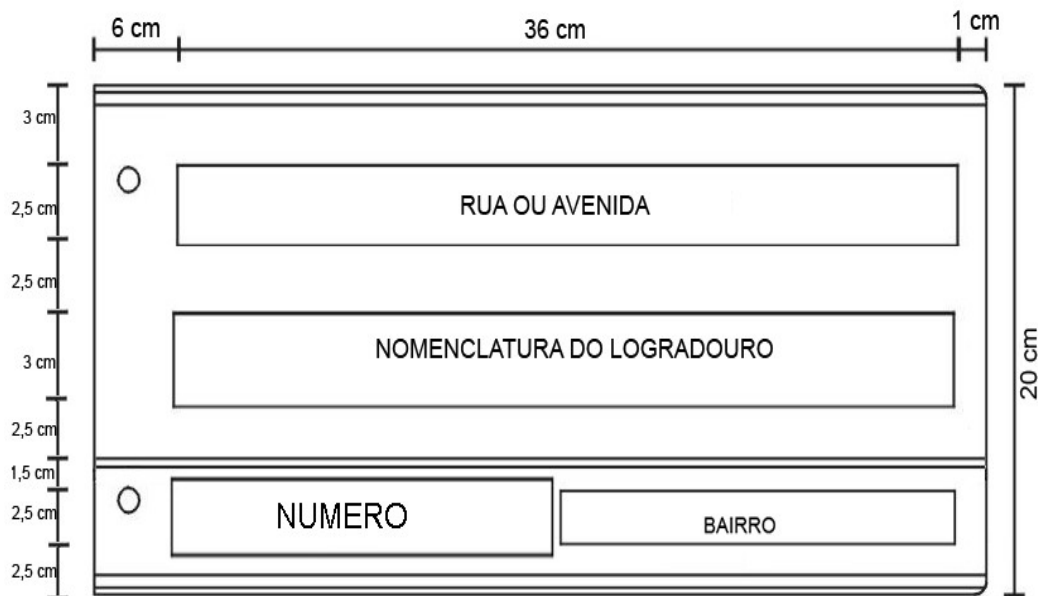 6 cm 36 cm 1 cm
3 cm
2,5 cm
RUA OU AVENIDA
2,5 cm
3 cm
NOMENCLATURA DO LOGRADOURO
20 cm
2,5 cm
1,5 cm
2,5 cm
NUMERO
BAIRRO
2,5 cm